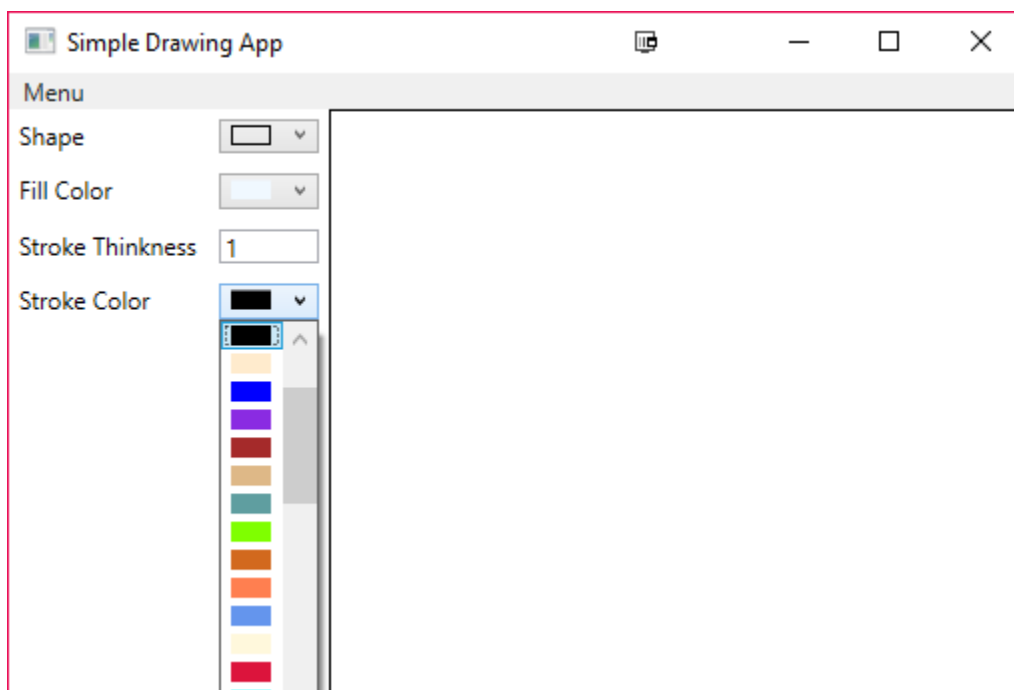 Simple Drawing App
Menu
Shape
Fill Color
Stroke Thinkness
1
Stroke Color